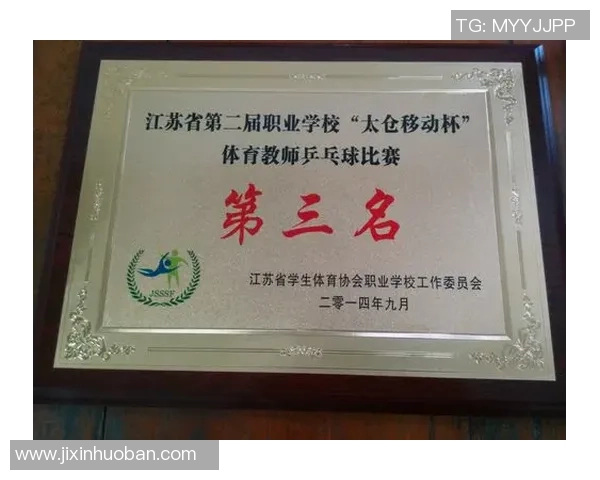 TG: MYYJJPP
江苏省第二届职业学校“太仓移动杯”
体育教师乒乓球比赛
第三名
JSSSF
江苏省学生体育协会职业学校工作委员会
二零一四年九月
www.jixinhuoban.com